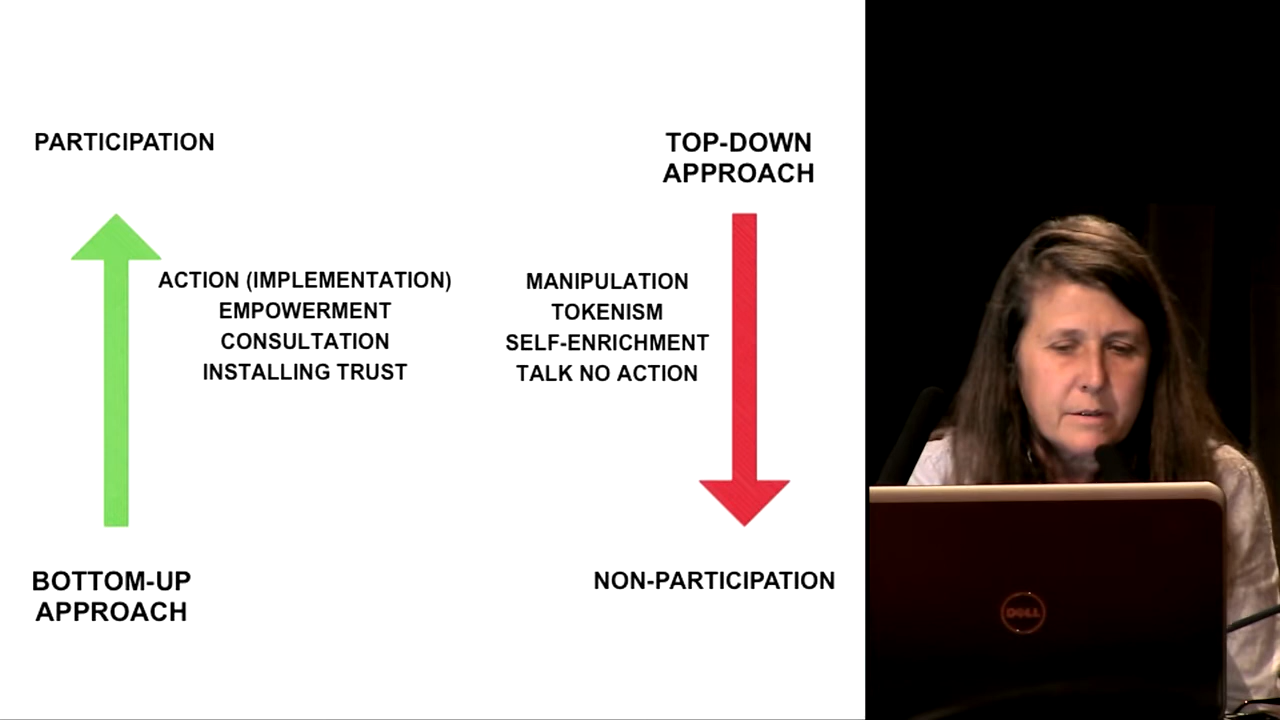 PARTICIPATION
ACTION (IMPLEMENTATION)
EMPOWERMENT
CONSULTATION
INSTALLING TRUST
BOTTOM-UP
APPROACH
TOP-DOWN
APPROACH
MANIPULATION
TOKENISM
SELF-ENRICHMENT
TALK NO ACTION
NON-PARTICIPATION
DELL